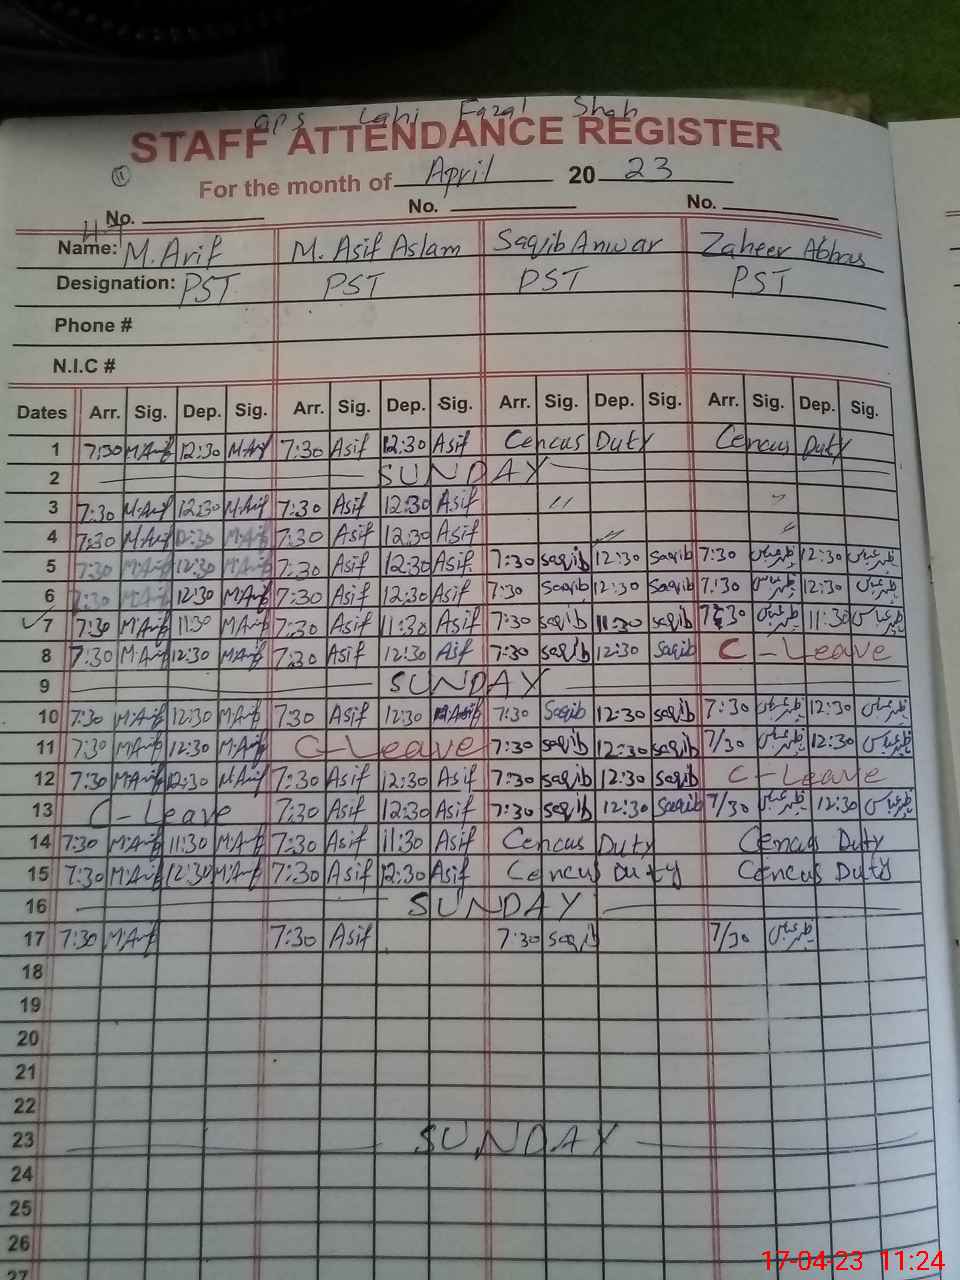 GPS Lahi Fazal Shah
STAFF ATTENDANCE REGISTER
11
For the month of April 20 23
No. No. No.
H.T
Name: M. Arif M. Asif Aslam Saqib Anwar Zaheer Abbas
Designation: PST PST PST PST
Phone #
N.I.C #
Dates Arr. Sig. Dep. Sig. Arr. Sig. Dep. Sig. Arr. Sig. Dep. Sig. Arr. Sig. Dep. Sig.
1 7:30 M.Arif 12:30 M.Arif 7:30 Asif 12:30 Asif Cencus Duty Cencus Duty
2 SUNDAY
3 7:30 M.Arif 12:30 M.Arif 7:30 Asif 12:30 Asif // //
4 7:30 M.Arif 12:30 M.Arif 7:30 Asif 12:30 Asif // //
5 7:30 M.Arif 12:30 M.Arif 7:30 Asif 12:30 Asif 7:30 saqib 12:30 saqib 7:30 ظہیر عباس 12:30 ظہیر عباس
6 7:30 M.Arif 12:30 M.Arif 7:30 Asif 12:30 Asif 7:30 saqib 12:30 saqib 7:30 ظہیر عباس 12:30 ظہیر عباس
7 7:30 M.Arif 11:30 M.Arif 7:30 Asif 11:30 Asif 7:30 saqib 11:30 saqib 7:30 ظہیر عباس 11:30 ظہیر عباس
8 7:30 M.Arif 12:30 M.Arif 7:30 Asif 12:30 Asif 7:30 saqib 12:30 saqib C-Leave
9 SUNDAY
10 7:30 M.Arif 12:30 M.Arif 7:30 Asif 12:30 M.Asif 7:30 Saqib 12:30 saqib 7:30 ظہیر عباس 12:30 ظہیر عباس
11 7:30 M.Arif 12:30 M.Arif C-Leave 7:30 saqib 12:30 saqib 7/30 ظہیر عباس 12:30 ظہیر عباس
12 7:30 M.Arif 12:30 M.Arif 7:30 Asif 12:30 Asif 7:30 saqib 12:30 saqib C-Leave
13 C-Leave 7:30 Asif 12:30 Asif 7:30 saqib 12:30 Saqib 7/30 ظہیر عباس 12:30 ظہیر عباس
14 7:30 M.Arif 11:30 M.Arif 7:30 Asif 11:30 Asif Cencus Duty Cencus Duty
15 7:30 M.Arif 12:30 M.Arif 7:30 Asif 12:30 Asif Cencus Duty Cencus Duty
16 SUNDAY
17 7:30 M.Arif 7:30 Asif 7:30 saqib 7/30 ظہیر عباس
18
19
20
21
22
23 SUNDAY
24
25
26
27
17-04-23 11:24